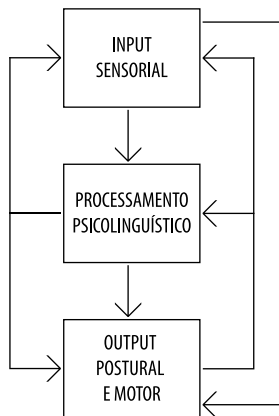 INPUT
SENSORIAL
PROCESSAMENTO
PSICOLINGUÍSTICO
OUTPUT
POSTURAL
E MOTOR